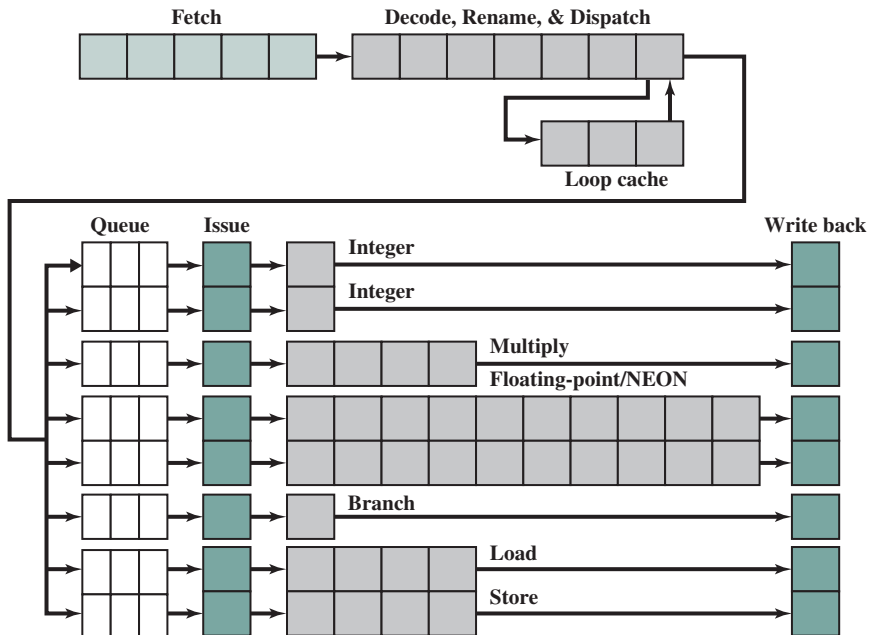 Fetch
Decode, Rename, & Dispatch
Loop cache
Queue
Issue
Write back
Integer
Integer
Multiply
Floating-point/NEON
Branch
Load
Store